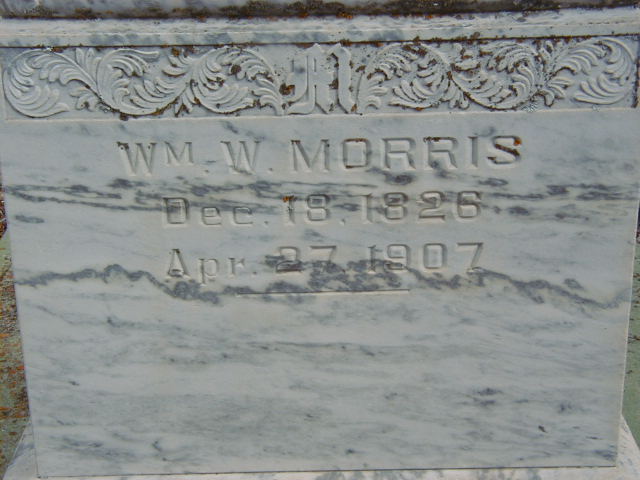 M
Wᴹ. W. MORRIS
Dec. 18. 1826
Apr. 27. 1907